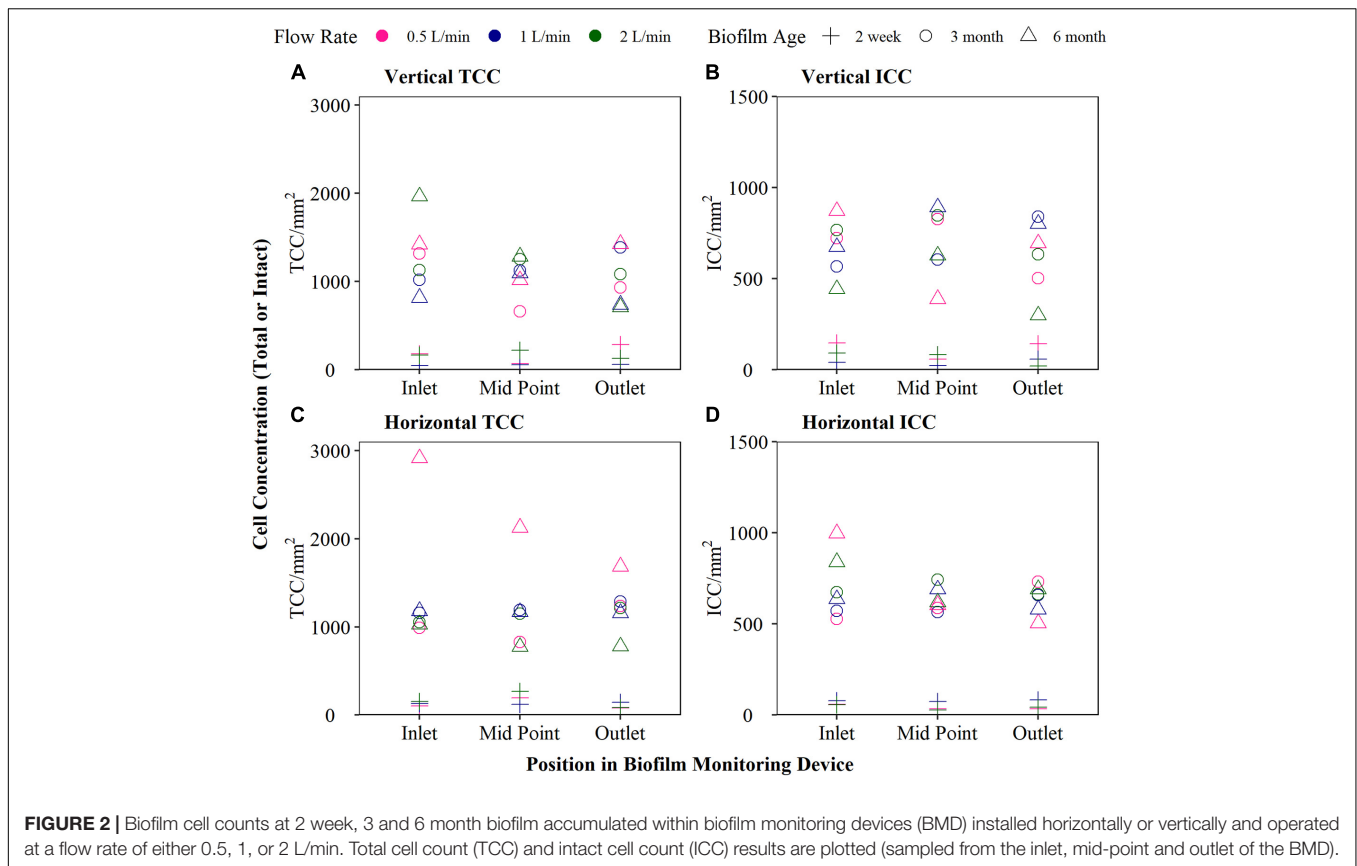 Flow Rate 0.5 L/min 1 L/min 2 L/min Biofilm Age 2 week 3 month 6 month
A Vertical TCC
3000
2000
1000
0
TCC/mm²
Inlet Mid Point Outlet
B Vertical ICC
1500
1000
500
0
ICC/mm²
Inlet Mid Point Outlet
Cell Concentration (Total or Intact)
C Horizontal TCC
3000
2000
1000
0
TCC/mm²
Inlet Mid Point Outlet
D Horizontal ICC
1500
1000
500
0
ICC/mm²
Inlet Mid Point Outlet
Position in Biofilm Monitoring Device
FIGURE 2 | Biofilm cell counts at 2 week, 3 and 6 month biofilm accumulated within biofilm monitoring devices (BMD) installed horizontally or vertically and operated
at a flow rate of either 0.5, 1, or 2 L/min. Total cell count (TCC) and intact cell count (ICC) results are plotted (sampled from the inlet, mid-point and outlet of the BMD).